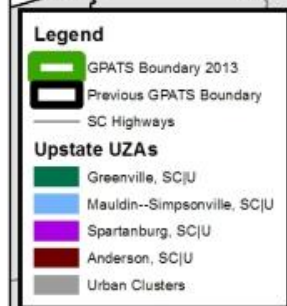 Legend
GPATS Boundary 2013
Previous GPATS Boundary
SC Highways
Upstate UZAs
Greenville, SC|U
Mauldin--Simpsonville, SC|U
Spartanburg, SC|U
Anderson, SC|U
Urban Clusters